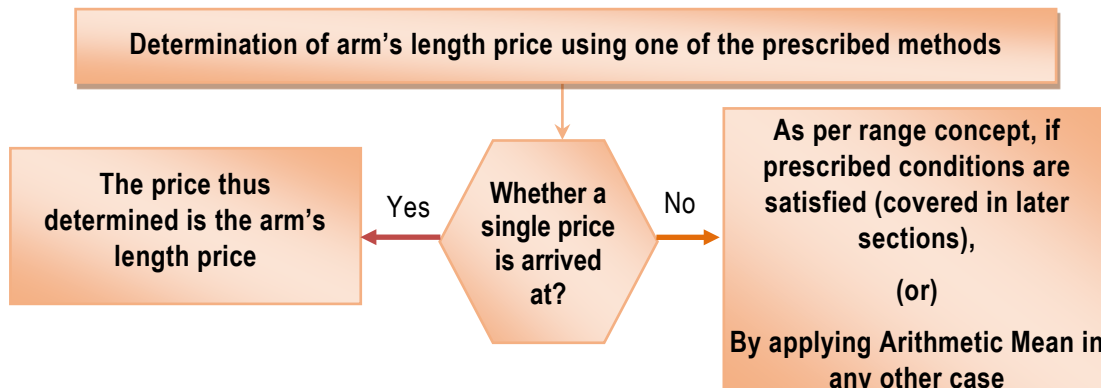 Determination of arm's length price using one of the prescribed methods
The price thus
determined is the arm's
length price
Yes
Whether a
single price
is arrived
at?
No
As per range concept, if
prescribed conditions are
satisfied (covered in later
sections),
(or)
By applying Arithmetic Mean in
any other case